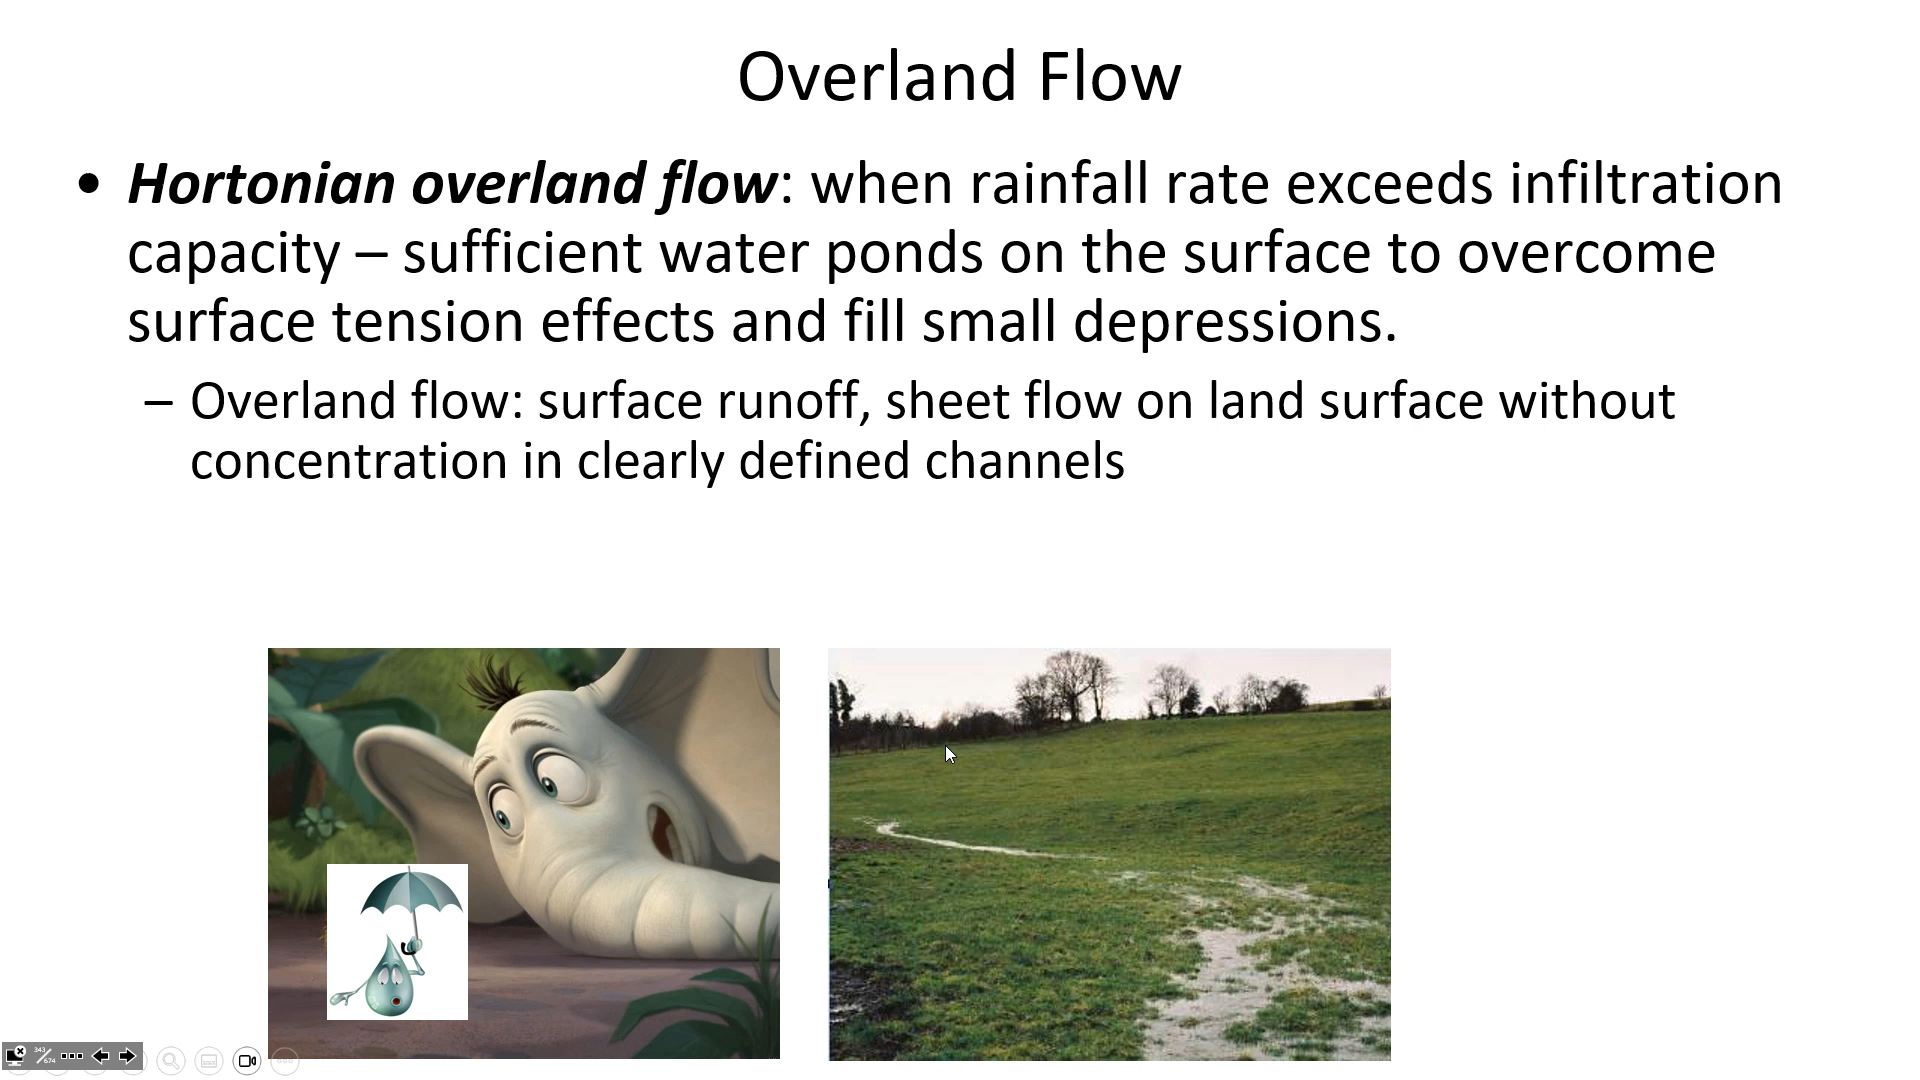 Overland Flow
• Hortonian overland flow: when rainfall rate exceeds infiltration
capacity – sufficient water ponds on the surface to overcome
surface tension effects and fill small depressions.
– Overland flow: surface runoff, sheet flow on land surface without
concentration in clearly defined channels
343/674